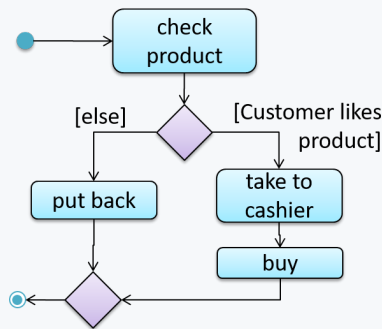 check
product
[else]
[Customer likes
product]
put back
take to
cashier
buy